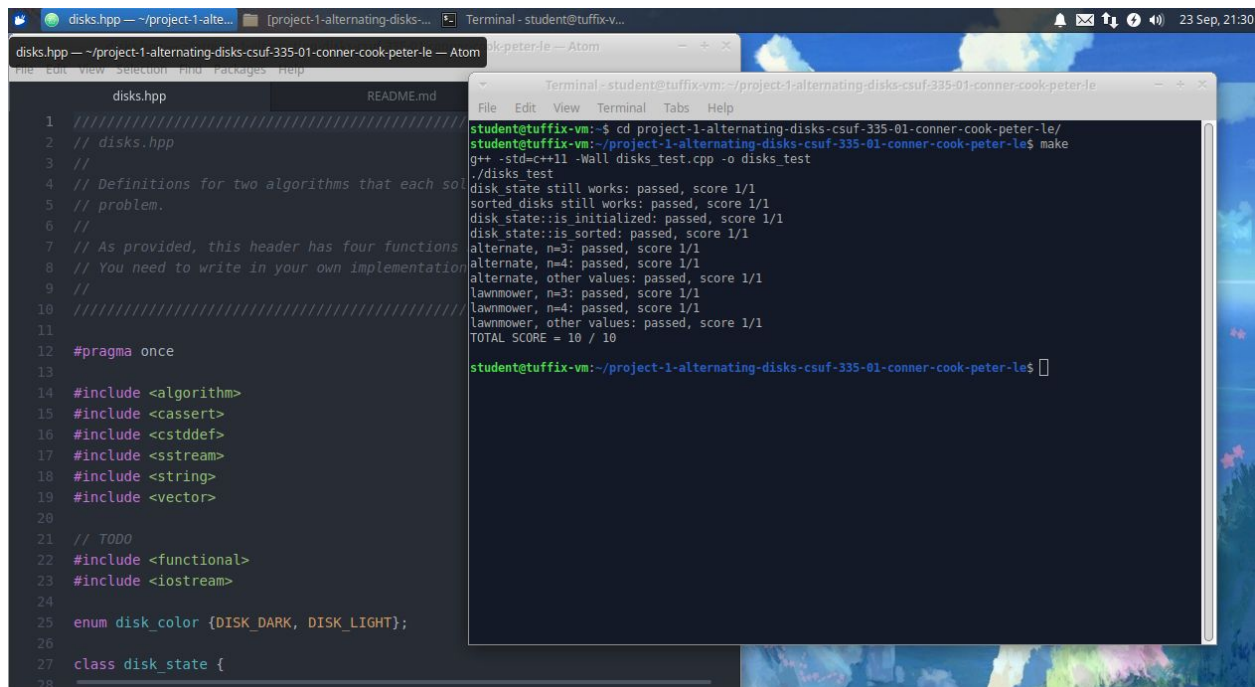 disks.hpp — ~/project-1-alte...
[project-1-alternating-disks-...
Terminal - student@tuffix-v...
23 Sep, 21:30
disks.hpp — ~/project-1-alternating-disks-csuf-335-01-conner-cook-peter-le — Atom
ok-peter-le — Atom
File Edit View Selection Find Packages Help
disks.hpp
README.md
1 ///////////////////////////////////////////////
2 // disks.hpp
3 //
4 // Definitions for two algorithms that each sol
5 // problem.
6 //
7 // As provided, this header has four functions
8 // You need to write in your own implementation
9 //
10 ///////////////////////////////////////////////
11
12 #pragma once
13
14 #include <algorithm>
15 #include <cassert>
16 #include <cstddef>
17 #include <sstream>
18 #include <string>
19 #include <vector>
20
21 // TODO
22 #include <functional>
23 #include <iostream>
24
25 enum disk_color {DISK_DARK, DISK_LIGHT};
26
27 class disk_state {
28
Terminal - student@tuffix-vm: ~/project-1-alternating-disks-csuf-335-01-conner-cook-peter-le
File Edit View Terminal Tabs Help
student@tuffix-vm:~$ cd project-1-alternating-disks-csuf-335-01-conner-cook-peter-le/
student@tuffix-vm:~/project-1-alternating-disks-csuf-335-01-conner-cook-peter-le$ make
g++ -std=c++11 -Wall disks_test.cpp -o disks_test
./disks_test
disk_state still works: passed, score 1/1
sorted_disks still works: passed, score 1/1
disk_state::is_initialized: passed, score 1/1
disk_state::is_sorted: passed, score 1/1
alternate, n=3: passed, score 1/1
alternate, n=4: passed, score 1/1
alternate, other values: passed, score 1/1
lawnmower, n=3: passed, score 1/1
lawnmower, n=4: passed, score 1/1
lawnmower, other values: passed, score 1/1
TOTAL SCORE = 10 / 10
student@tuffix-vm:~/project-1-alternating-disks-csuf-335-01-conner-cook-peter-le$